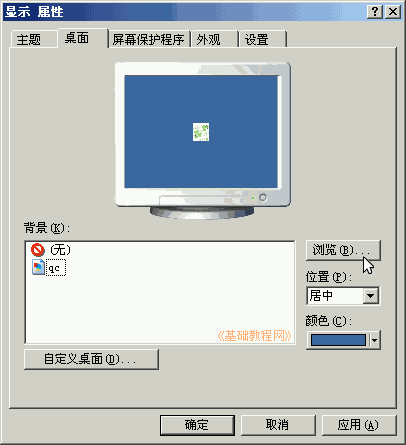 显示 属性
主题 桌面 屏幕保护程序 外观 设置
背景(K):
(无)
qc
浏览(B)...
位置(P):
居中
颜色(C):
《基础教程网》
自定义桌面(D)...
确定 取消 应用(A)